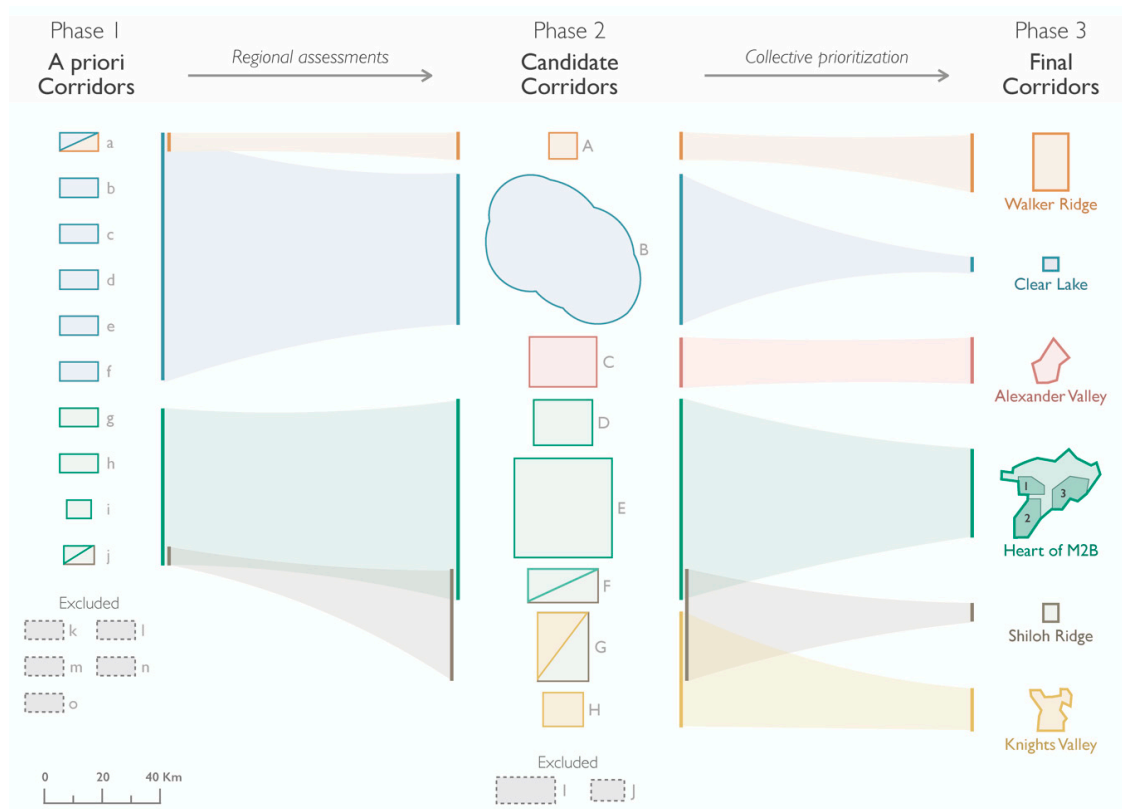 Phase 1
A priori
Corridors
Regional assessments
Phase 2
Candidate
Corridors
Collective prioritization
Phase 3
Final
Corridors
a
b
c
d
e
f
g
h
i
j
Excluded
k l
m n
o
0 20 40 Km
A
B
C
D
E
F
G
H
Excluded
I J
Walker Ridge
Clear Lake
Alexander Valley
1
3
2
Heart of M2B
Shiloh Ridge
Knights Valley